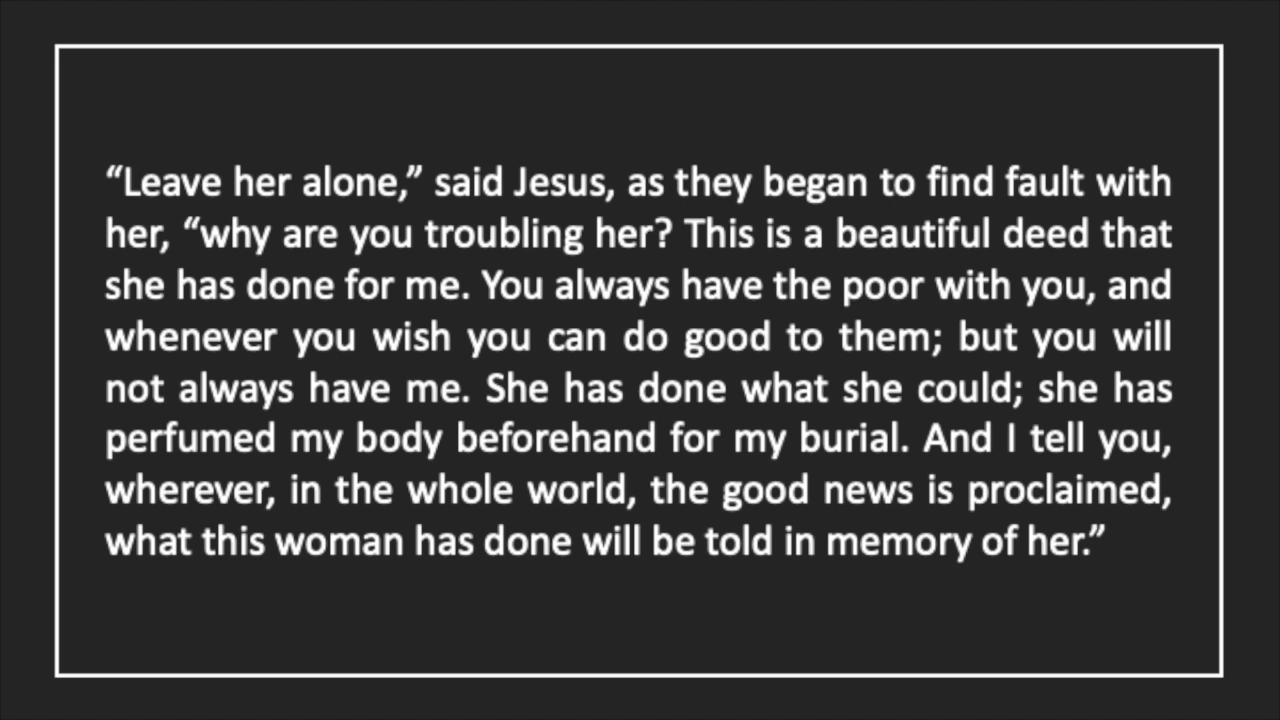 “Leave her alone,” said Jesus, as they began to find fault with
her, “why are you troubling her? This is a beautiful deed that
she has done for me. You always have the poor with you, and
whenever you wish you can do good to them; but you will
not always have me. She has done what she could; she has
perfumed my body beforehand for my burial. And I tell you,
wherever, in the whole world, the good news is proclaimed,
what this woman has done will be told in memory of her.”